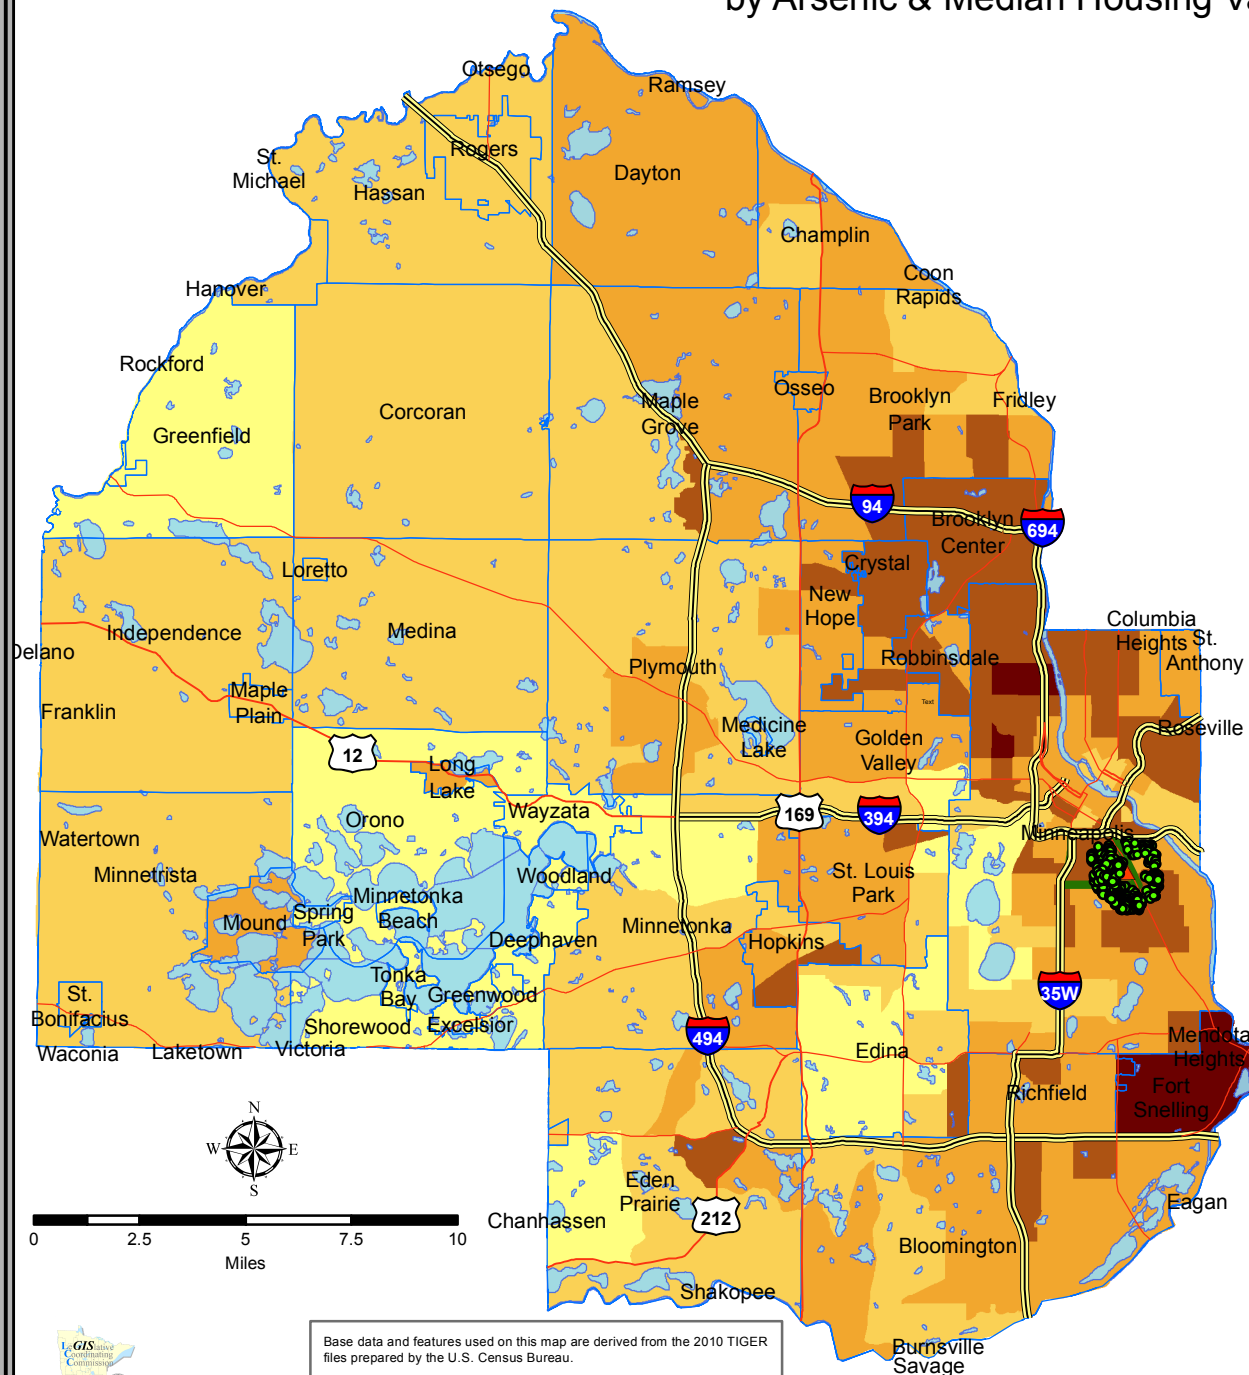 by Arsenic & Median Housing Va
Otsego
Ramsey
St.
Michael
Rogers
Hassan
Dayton
Champlin
Coon
Rapids
Hanover
Rockford
Corcoran
Greenfield
Maple
Grove
Osseo
Brooklyn
Park
Fridley
94
694
Brooklyn
Center
Crystal
Loretto
New
Hope
Independence
Medina
Delano
Columbia
Heights
St.
Anthony
Plymouth
Robbinsdale
Maple
Plain
Franklin
Text
Medicine
Lake
Golden
Valley
Roseville
12
Long
Lake
Wayzata
169
394
Orono
Watertown
Minneapolis
Minnetrista
Woodland
St. Louis
Park
Minnetonka
Beach
Mound
Spring
Park
Deephaven
Minnetonka
Hopkins
Tonka
Bay
Greenwood
St.
Bonifacius
Shorewood
Excelsior
35W
494
Waconia
Laketown
Victoria
Edina
Mendota
Heights
Richfield
Fort
Snelling
N
W
E
S
Eden
Prairie
Chanhassen
212
Eagan
Bloomington
0
2.5
5
7.5
10
Miles
Shakopee
Burnsville
Savage
LeGISlative
Coordinating
Commission
Base data and features used on this map are derived from the 2010 TIGER
files prepared by the U.S. Census Bureau.